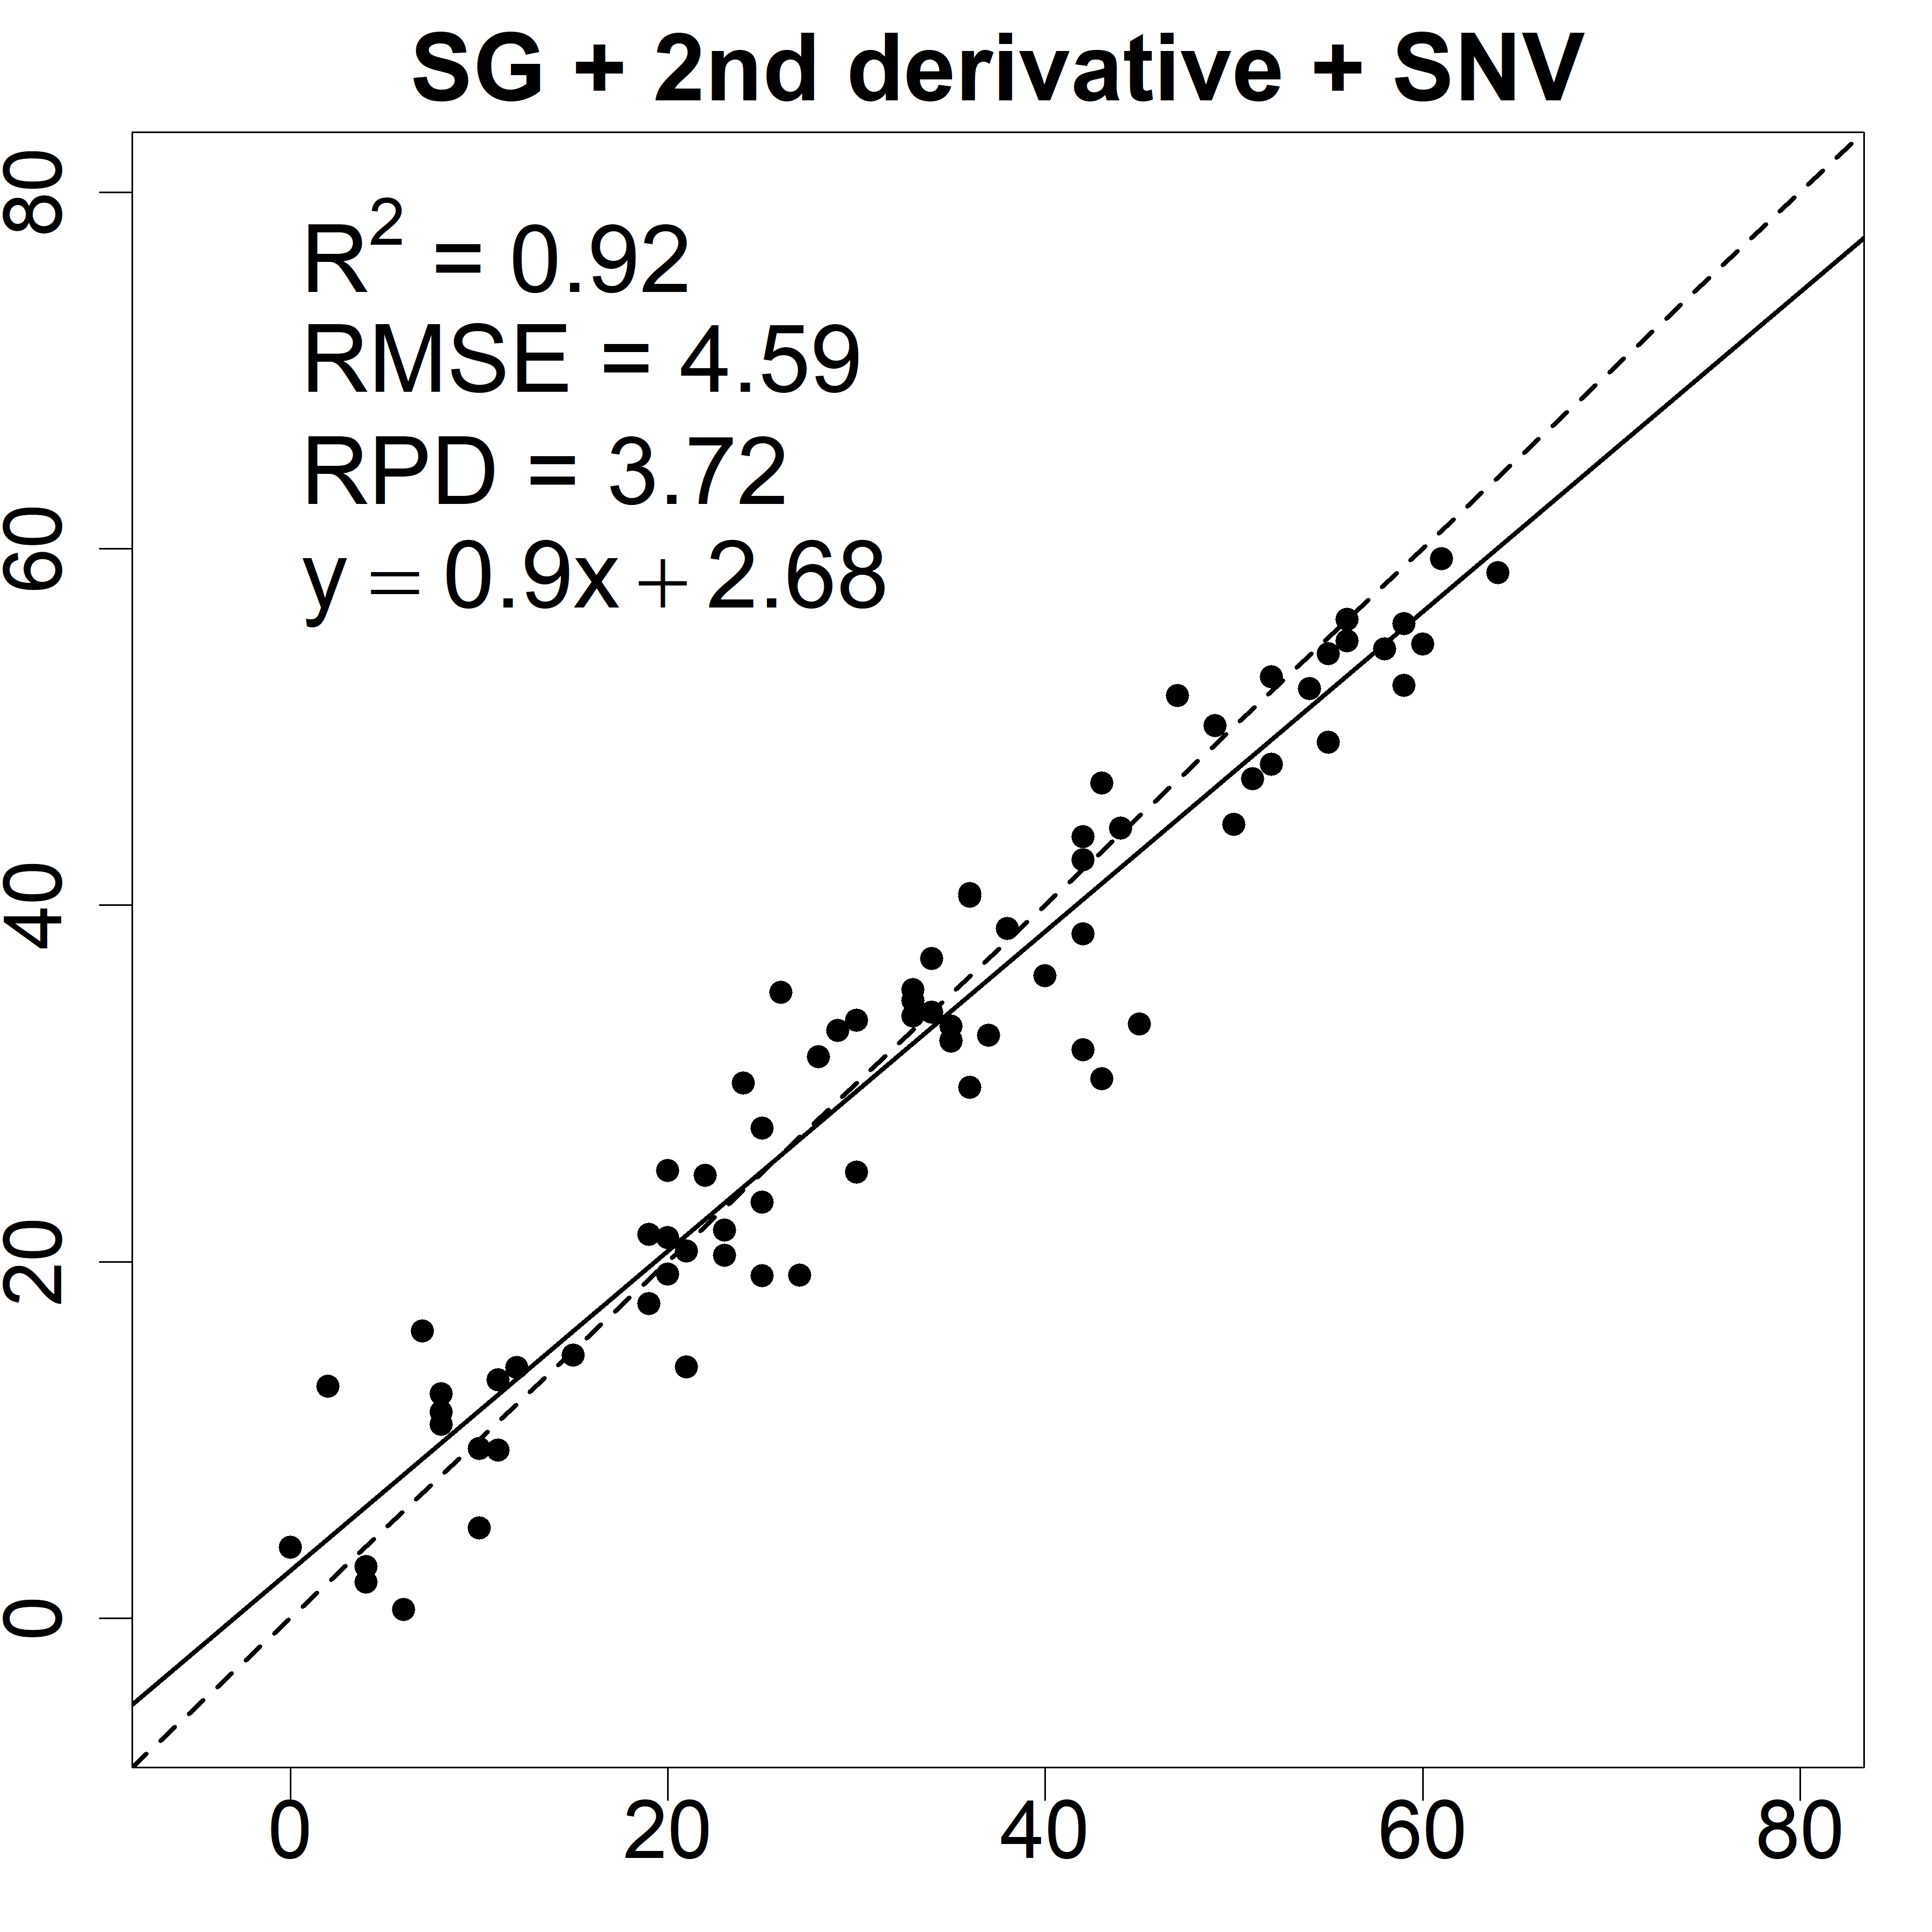 SG + 2nd derivative + SNV
80
R² = 0.92
RMSE = 4.59
RPD = 3.72
60
y = 0.9x + 2.68
40
20
0
0 20 40 60 80